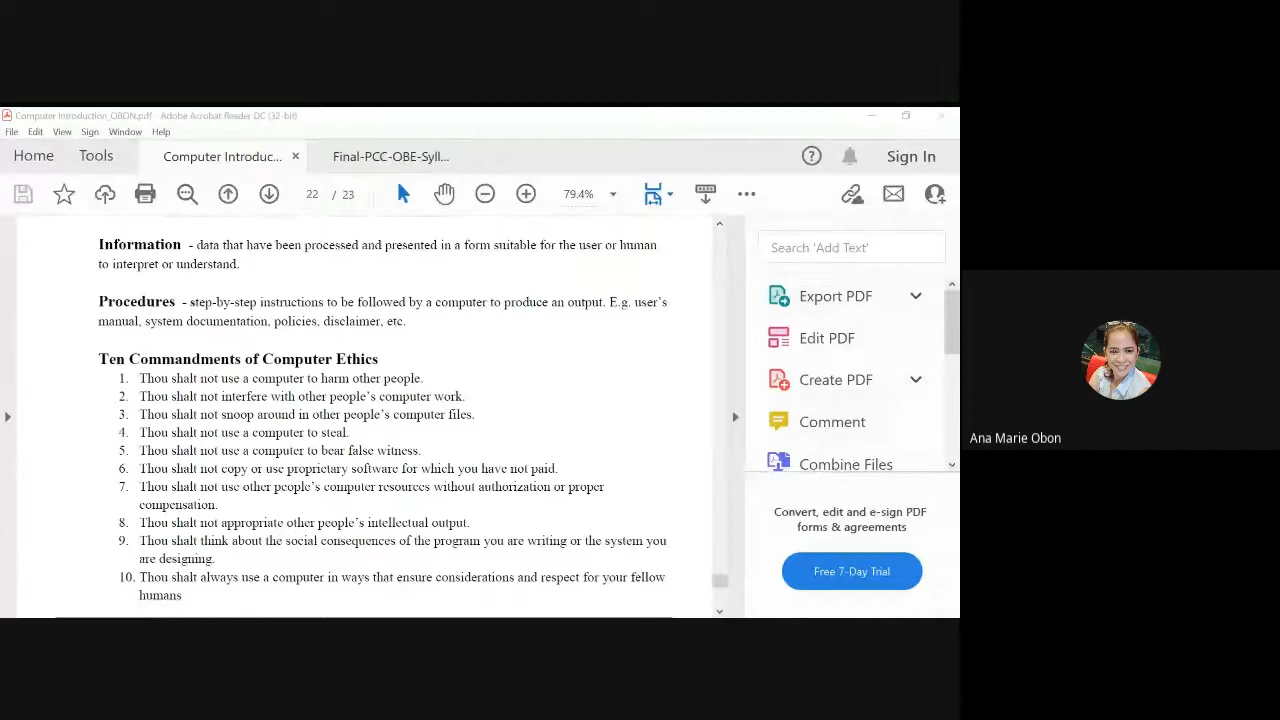 Computer Introduction_OBON.pdf - Adobe Acrobat Reader DC (32-bit)
File Edit View Sign Window Help
Home Tools Computer Introduc... × Final-PCC-OBE-Syll... Sign In
22 / 23 79.4%
Information - data that have been processed and presented in a form suitable for the user or human
to interpret or understand.
Procedures - step-by-step instructions to be followed by a computer to produce an output. E.g. user's
manual, system documentation, policies, disclaimer, etc.
Ten Commandments of Computer Ethics
1. Thou shalt not use a computer to harm other people.
2. Thou shalt not interfere with other people's computer work.
3. Thou shalt not snoop around in other people's computer files.
4. Thou shalt not use a computer to steal.
5. Thou shalt not use a computer to bear false witness.
6. Thou shalt not copy or use proprietary software for which you have not paid.
7. Thou shalt not use other people's computer resources without authorization or proper
compensation.
8. Thou shalt not appropriate other people's intellectual output.
9. Thou shalt think about the social consequences of the program you are writing or the system you
are designing.
10. Thou shalt always use a computer in ways that ensure considerations and respect for your fellow
humans
Search 'Add Text'
Export PDF
Edit PDF
Create PDF
Comment
Combine Files
Convert, edit and e-sign PDF
forms & agreements
Free 7-Day Trial
Ana Marie Obon